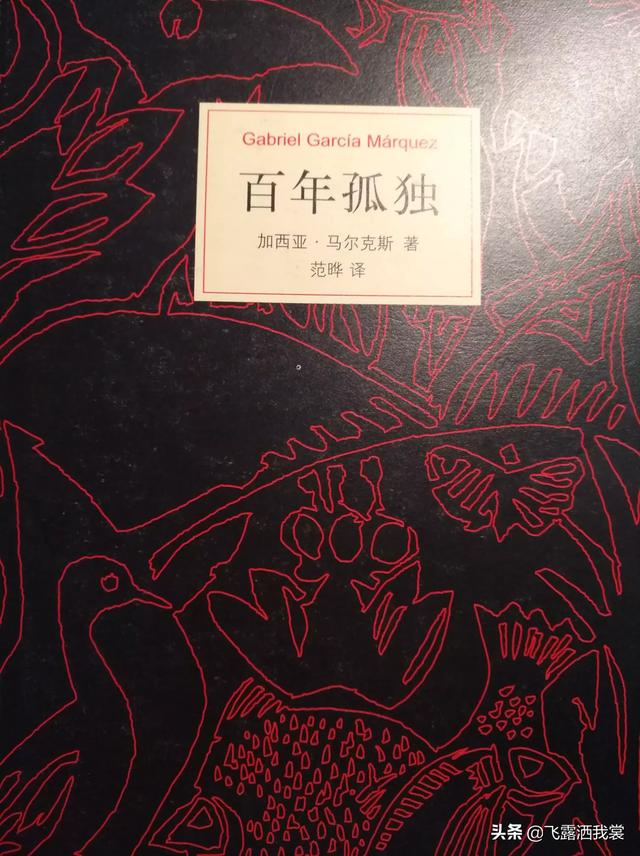 Gabriel García Márquez
百年孤独
加西亚·马尔克斯 著
范晔 译
头条 @飞露洒我裳